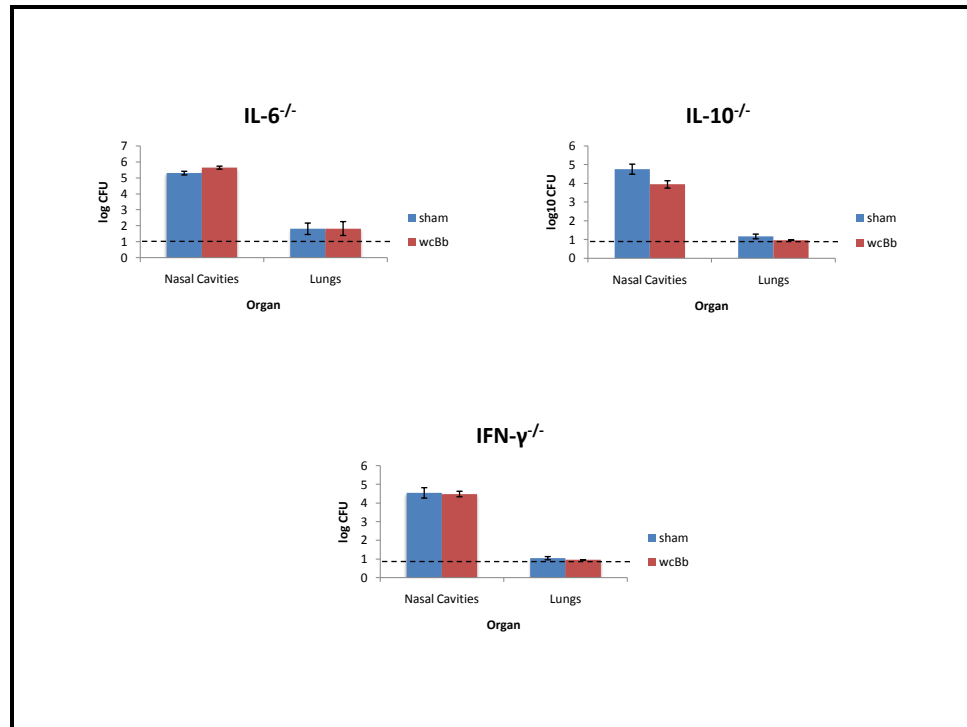 IL-6-/-
7
6
5
4
3
2
1
0
log CFU
Nasal Cavities Lungs
Organ
sham
wcBb
IL-10-/-
6
5
4
3
2
1
0
log10 CFU
Nasal Cavities Lungs
Organ
sham
wcBb
IFN-γ-/-
6
5
4
3
2
1
0
log CFU
Nasal Cavities Lungs
Organ
sham
wcBb